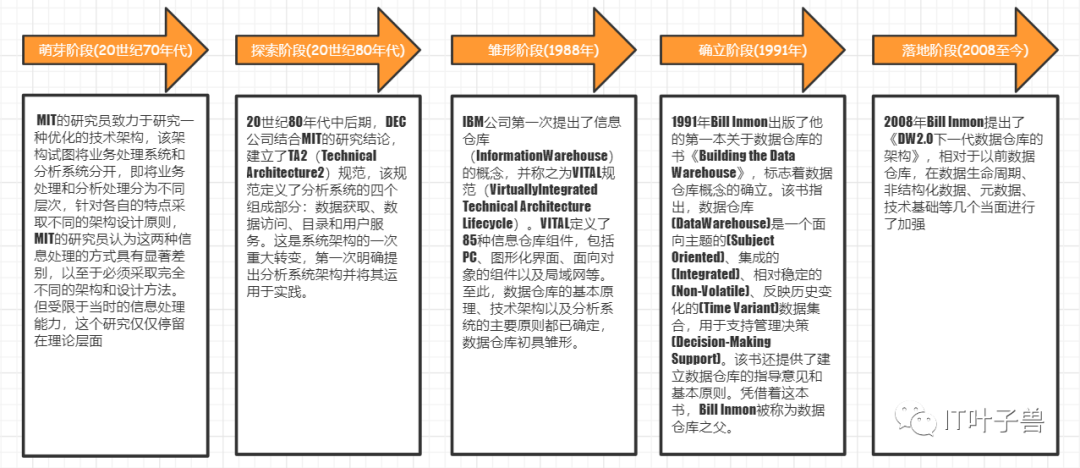 萌芽阶段(20世纪70年代)
MIT的研究员致力于研究一
种优化的技术架构，该架
构试图将业务处理系统和
分析系统分开，即将业务
处理和分析处理分为不同
层次，针对各自的特点采
取不同的架构设计原则，
MIT的研究员认为这两种信
息处理的方式具有显著差
别，以至于必须采取完全
不同的架构和设计方法。
但受限于当时的信息处理
能力，这个研究仅仅停留
在理论层面
探索阶段(20世纪80年代)
20世纪80年代中后期，DEC
公司结合MIT的研究结论，
建立了TA2（Technical
Architecture2）规范，该规
范定义了分析系统的四个
组成部分：数据获取、数
据访问、目录和用户服
务。这是系统架构的一次
重大转变，第一次明确提
出分析系统架构并将其运
用于实践。
雏形阶段(1988年)
IBM公司第一次提出了信息
仓库
（InformationWarehouse）
的概念，并称之为VITAL规
范（VirtuallyIntegrated
Technical Architecture
Lifecycle）。VITAL定义了
85种信息仓库组件，包括
PC、图形化界面、面向对
象的组件以及局域网等。
至此，数据仓库的基本原
理、技术架构以及分析系
统的主要原则都已确定，
数据仓库初具雏形。
确立阶段(1991年)
1991年Bill Inmon出版了他
的第一本关于数据仓库的
书《Building the Data
Warehouse》，标志着数据
仓库概念的确立。该书指
出，数据仓库
(DataWarehouse)是一个面
向主题的(Subject
Oriented)、集成的
(Integrated)、相对稳定的
(Non-Volatile)、反映历史变
化的(Time Variant)数据集
合，用于支持管理决策
(Decision-Making
Support)。该书还提供了建
立数据仓库的指导意见和
基本原则。凭借着这本
书，Bill Inmon被称为数据
仓库之父。
落地阶段(2008至今)
2008年Bill Inmon提出了
《DW2.0下一代数据仓库的
架构》，相对于以前数据
仓库，在数据生命周期、
非结构化数据、元数据、
技术基础等几个当面进行
了加强
IT叶子兽